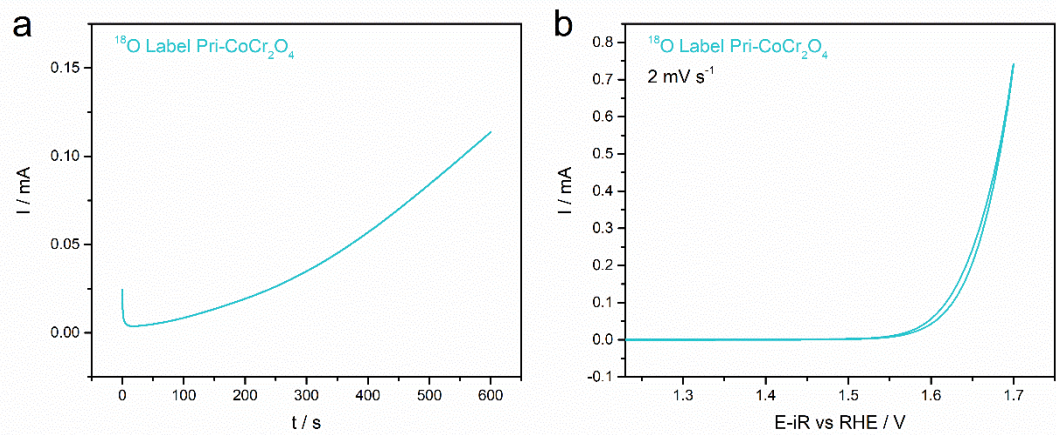 a
¹⁸O Label Pri-CoCr₂O₄
0.15
0.10
0.05
0.00
I / mA
0
100
200
300
400
500
600
t / s
b
¹⁸O Label Pri-CoCr₂O₄
2 mV s⁻¹
0.8
0.7
0.6
0.5
0.4
0.3
0.2
0.1
0.0
-0.1
I / mA
1.3
1.4
1.5
1.6
1.7
E-iR vs RHE / V